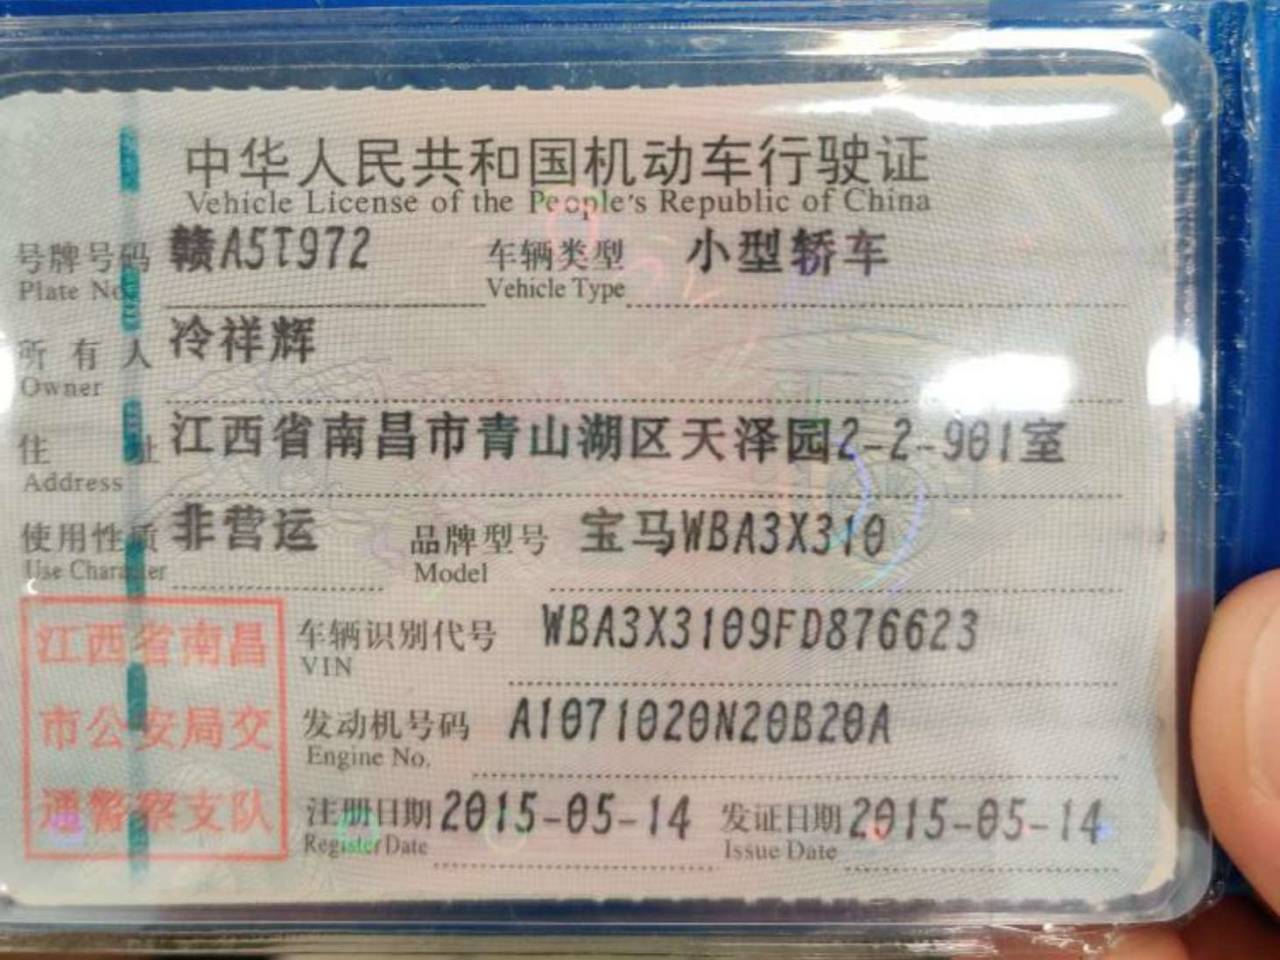 中华人民共和国机动车行驶证
Vehicle License of the People's Republic of China
号牌号码 赣A5T972 车辆类型 小型轿车
Plate No. Vehicle Type
所有人 冷祥辉
Owner
住址 江西省南昌市青山湖区天泽园2-2-901室
Address
使用性质 非营运 品牌型号 宝马WBA3X310
Use Character Model
车辆识别代号 WBA3X3109FD876623
VIN
发动机号码 A1071020N20B20A
Engine No.
注册日期 2015-05-14 发证日期 2015-05-14
Register Date Issue Date
江西省南昌
市公安局交
通警察支队